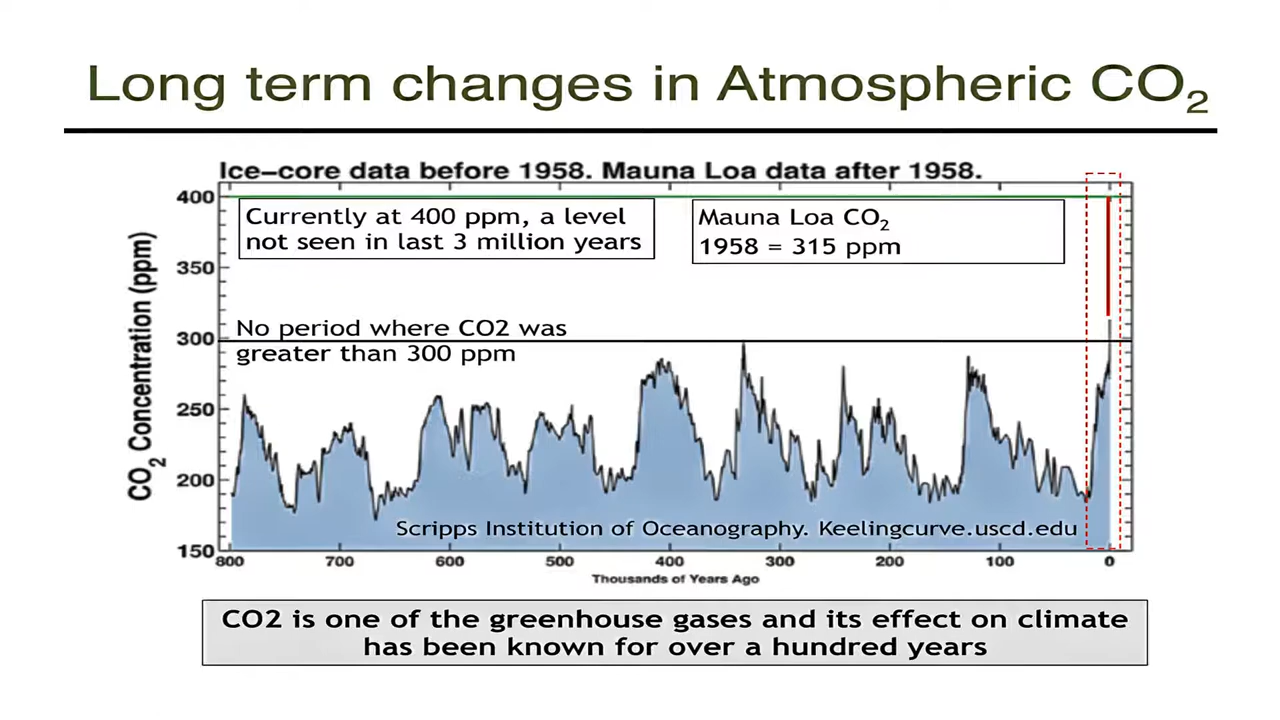 Long term changes in Atmospheric CO₂
Ice-core data before 1958. Mauna Loa data after 1958.
Currently at 400 ppm, a level
not seen in last 3 million years
Mauna Loa CO₂
1958 = 315 ppm
No period where CO2 was
greater than 300 ppm
CO₂ Concentration (ppm)
400
350
300
250
200
150
Scripps Institution of Oceanography. Keelingcurve.uscd.edu
800 700 600 500 400 300 200 100 0
Thousands of Years Ago
CO2 is one of the greenhouse gases and its effect on climate
has been known for over a hundred years